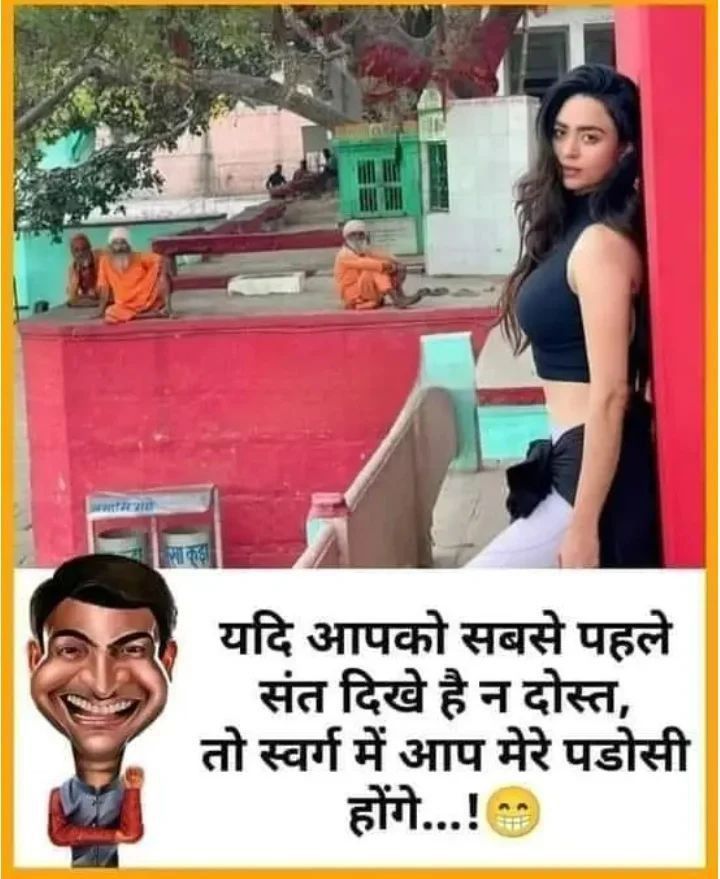 सा कूड़ा
यदि आपको सबसे पहले
संत दिखे है न दोस्त,
तो स्वर्ग में आप मेरे पडोसी
होंगे...!😁